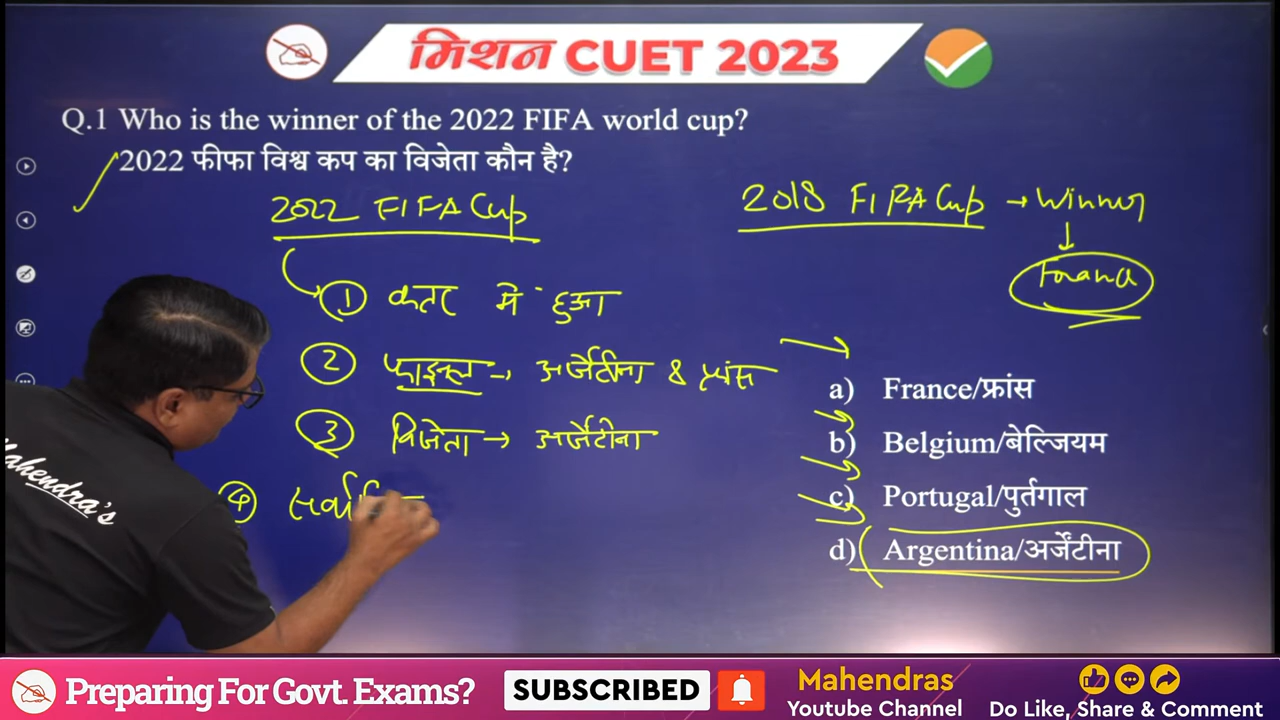 मिशन CUET 2023
Q.1 Who is the winner of the 2022 FIFA world cup?
2022 फीफा विश्व कप का विजेता कौन है?
2022 FIFA Cup
2018 FIFA Cup → Winner
① कतर में हुआ
② फाइनल → अर्जेंटीना & फ्रांस
③ विजेता → अर्जेंटीना
④
a) France/फ्रांस
b) Belgium/बेल्जियम
c) Portugal/पुर्तगाल
d) Argentina/अर्जेंटीना
Mahendra's
Preparing For Govt. Exams?
SUBSCRIBED
Mahendras
Youtube Channel
Do Like, Share & Comment